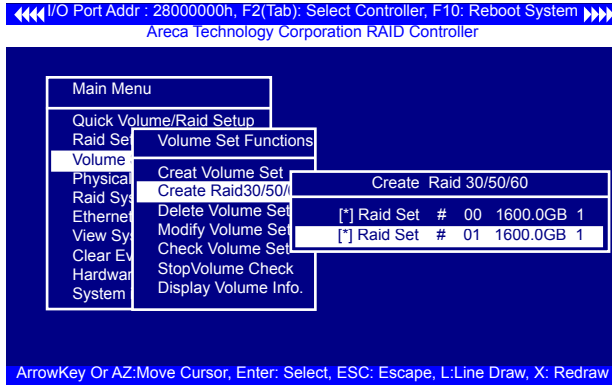 I/O Port Addr : 28000000h, F2(Tab): Select Controller, F10: Reboot System
Areca Technology Corporation RAID Controller
Main Menu
Quick Volume/Raid Setup
Raid Set
Volume
Physical
Raid Sys
Ethernet
View Sys
Clear Ev
Hardwar
System
Volume Set Functions
Creat Volume Set
Create Raid30/50/
Delete Volume Set
Modify Volume Set
Check Volume Set
StopVolume Check
Display Volume Info.
Create Raid 30/50/60
[*] Raid Set # 00 1600.0GB 1
[*] Raid Set # 01 1600.0GB 1
ArrowKey Or AZ:Move Cursor, Enter: Select, ESC: Escape, L:Line Draw, X: Redraw